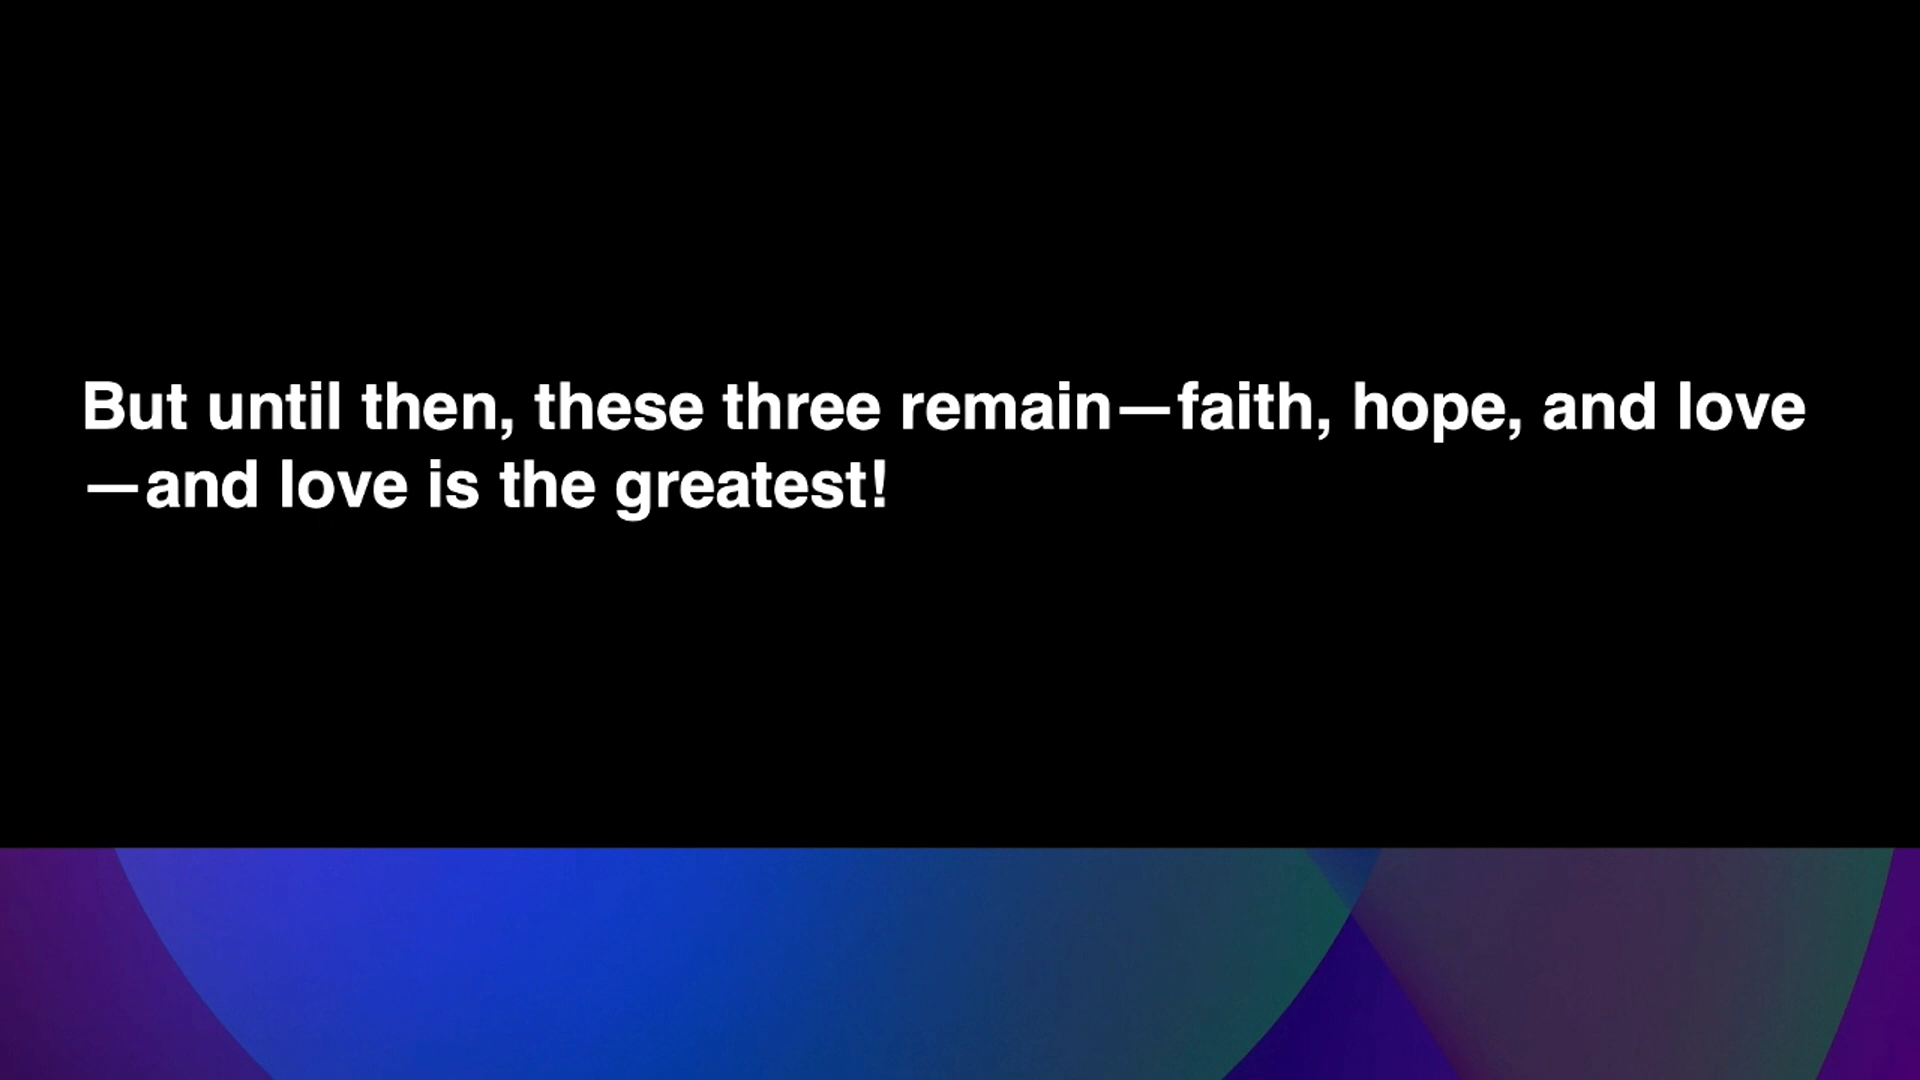 But until then, these three remain—faith, hope, and love
—and love is the greatest!